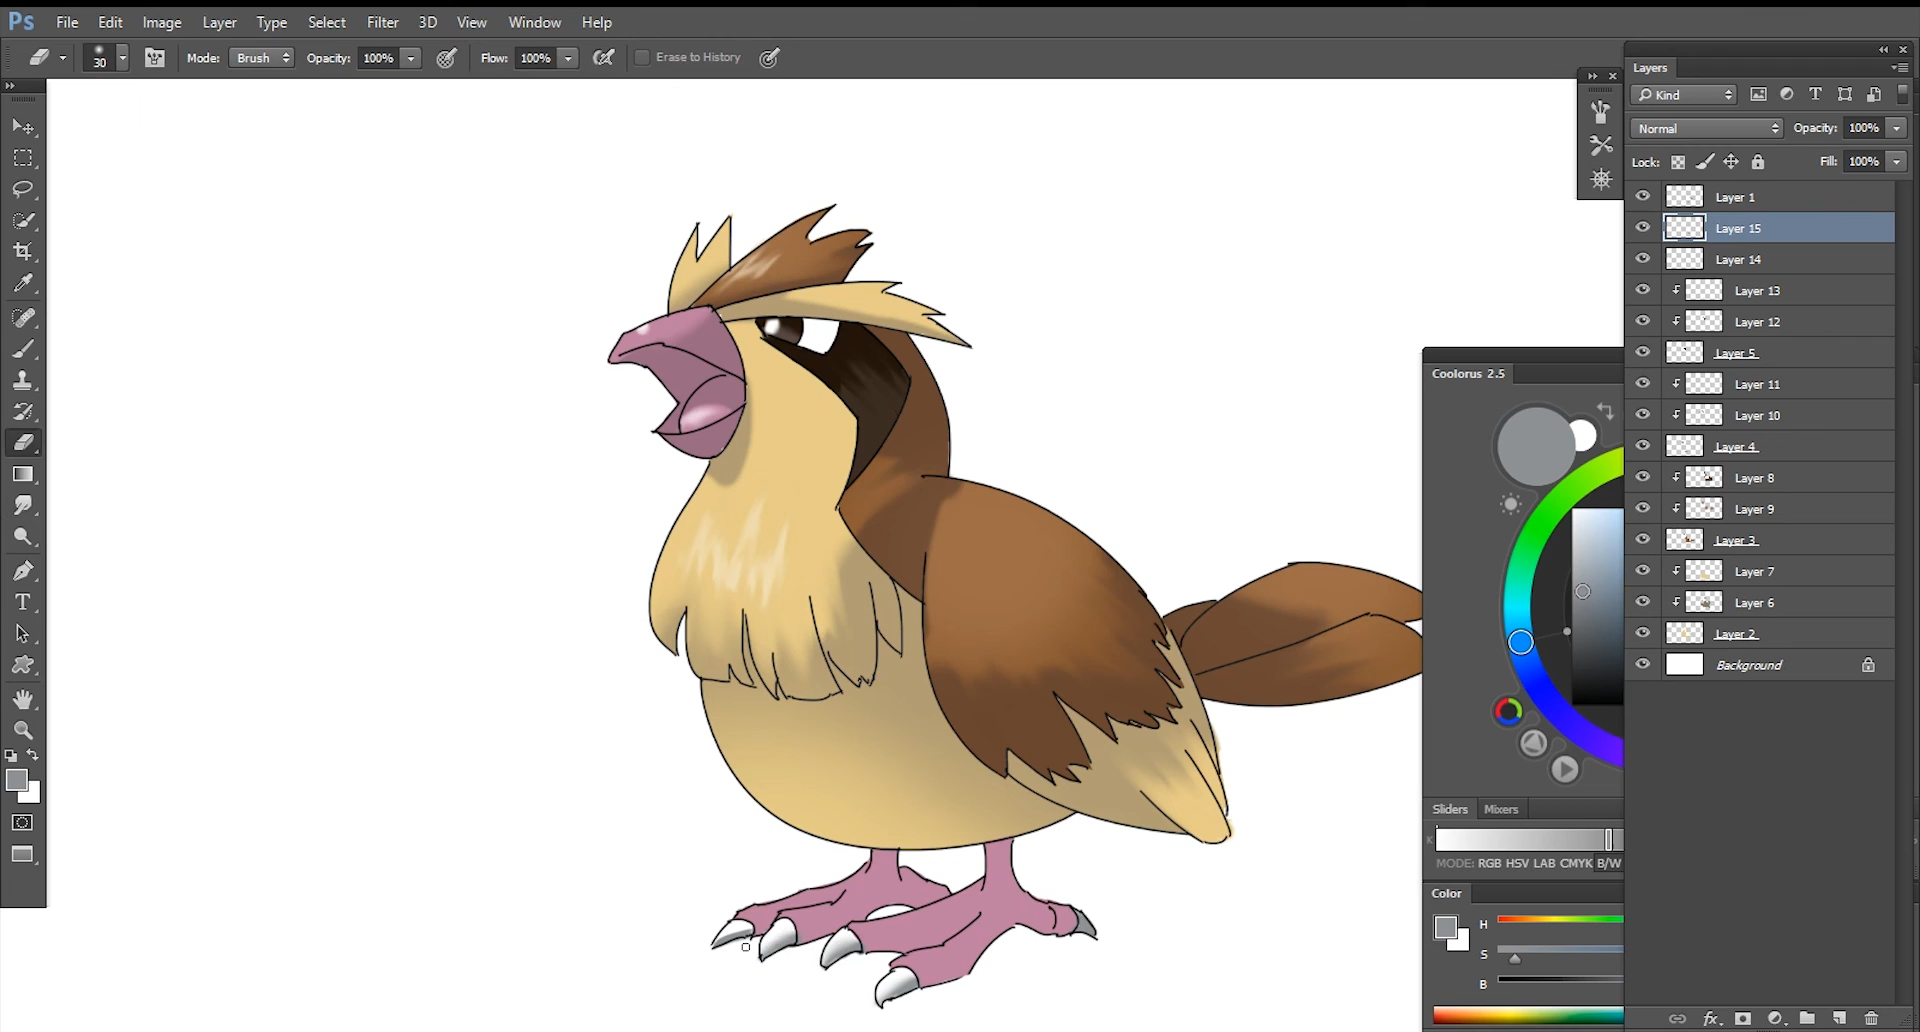 Ps File Edit Image Layer Type Select Filter 3D View Window Help
30 Mode: Brush Opacity: 100% Flow: 100% Erase to History
Layers
Kind
Normal Opacity: 100%
Lock: Fill: 100%
Layer 1
Layer 15
Layer 14
Layer 13
Layer 12
Layer 5
Layer 11
Layer 10
Layer 4
Layer 8
Layer 9
Layer 3
Layer 7
Layer 6
Layer 2
Background
Coolorus 2.5
Sliders Mixers
K
MODE: RGB HSV LAB CMYK B/W
Color
H
S
B